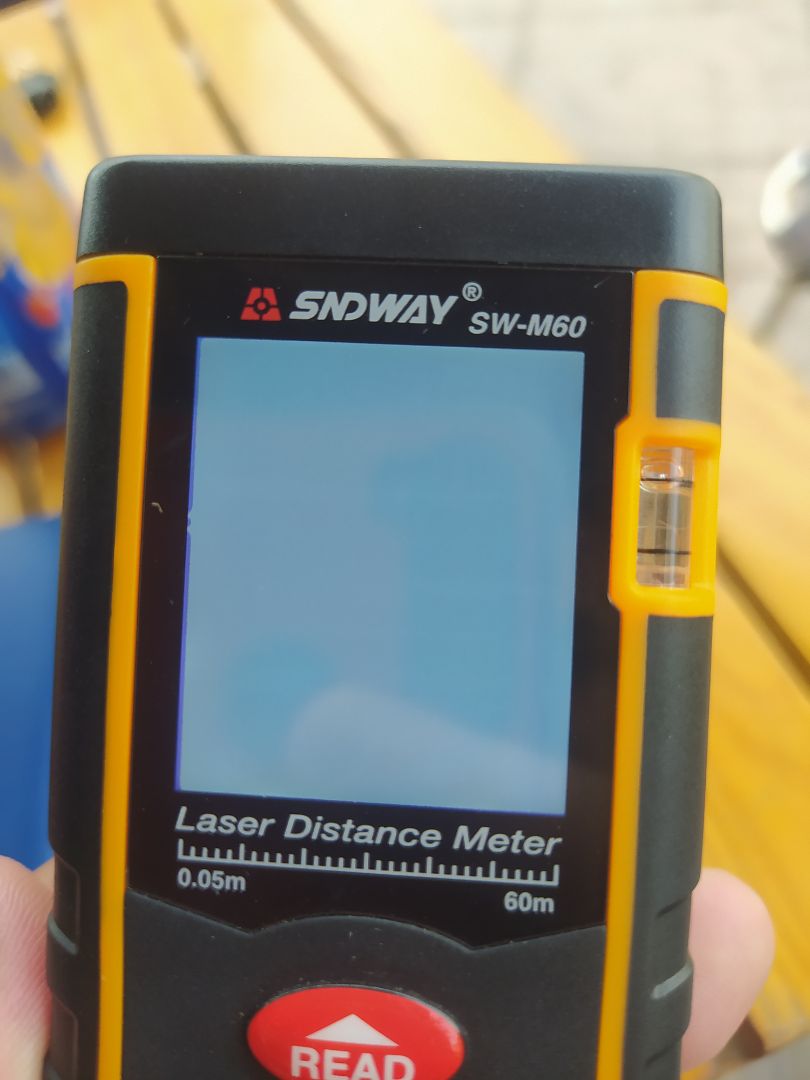 SNDWAY®
SW-M60
Laser Distance Meter
0.05m 60m
READ